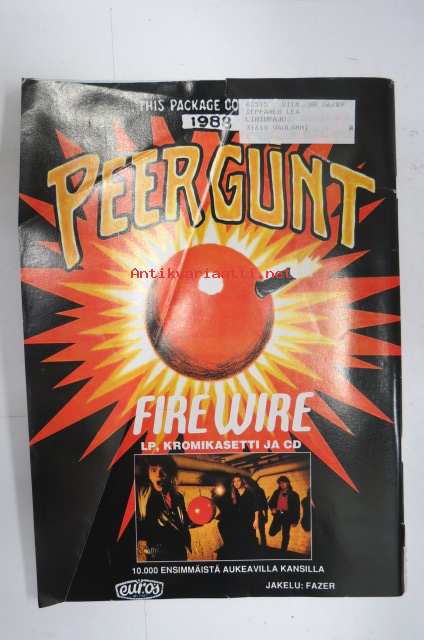 THIS PACKAGE CO
1989
PEER GÜNT
Antikvariaatti.net
FIRE WIRE
LP, KROMIKASETTI JA CD
10.000 ENSIMMÄISTÄ AUKEAVILLA KANSILLA
euros
JAKELU: FAZER